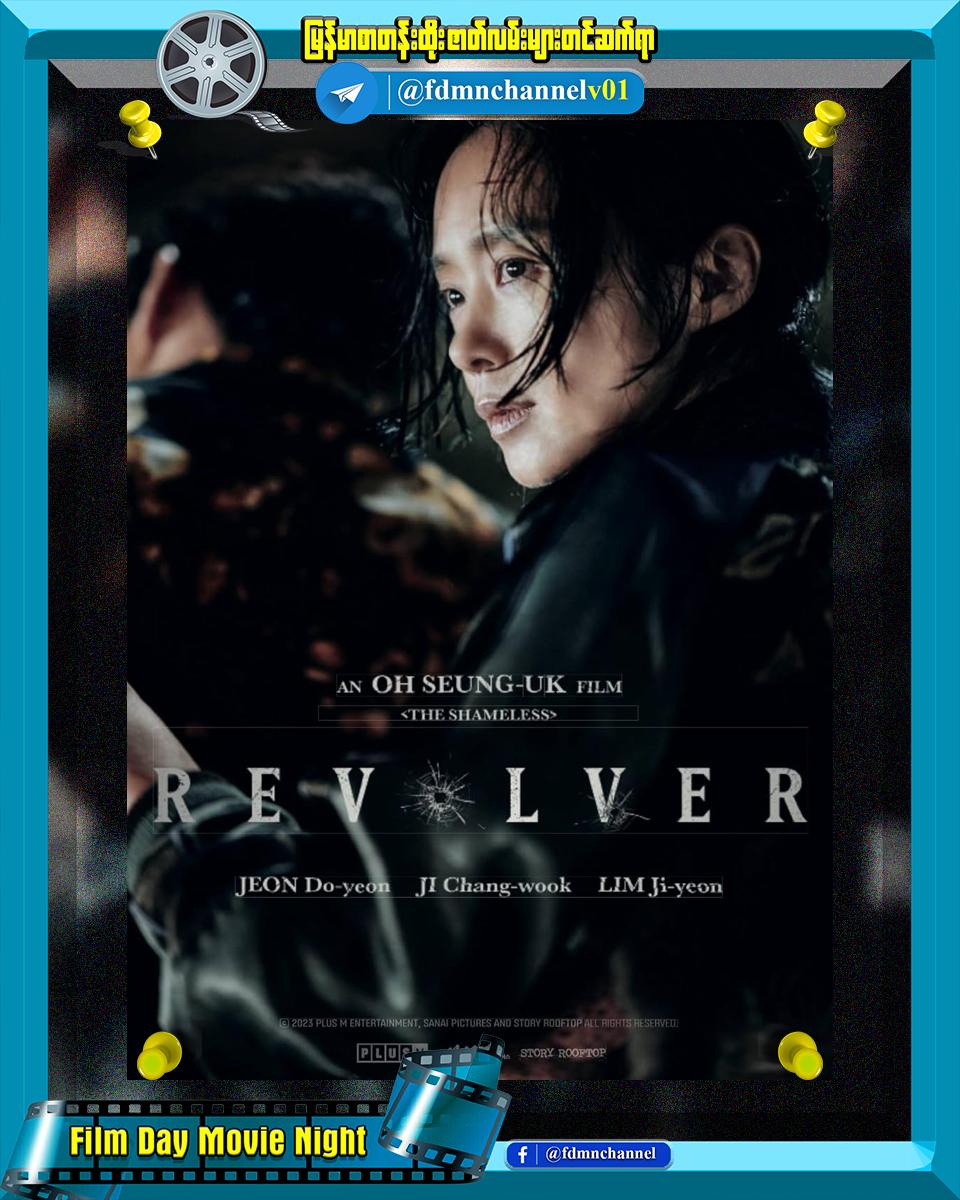 မြန်မာစာတန်းထိုးဇာတ်လမ်းများတင်ဆက်ရာ
@fdmnchannelv01
AN OH SEUNG-UK FILM
<THE SHAMELESS>
REVOLVER
JEON Do-yeon JI Chang-wook LIM Ji-yeon
© 2023 PLUS M ENTERTAINMENT, SANAI PICTURES AND STORY ROOFTOP ALL RIGHTS RESERVED.
PLUS STORY ROOFTOP
Film Day Movie Night
f @fdmnchannel